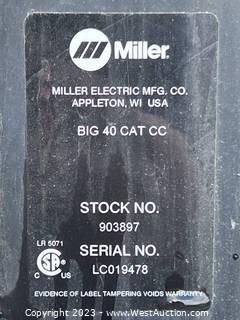 Miller
MILLER ELECTRIC MFG. CO.
APPLETON, WI USA
BIG 40 CAT CC
STOCK NO.
903897
LR 5071
SERIAL NO.
C US
LC019478
EVIDENCE OF LABEL TAMPERING VOIDS WARRANTY
Copyright © 2023 - WestAuction.com